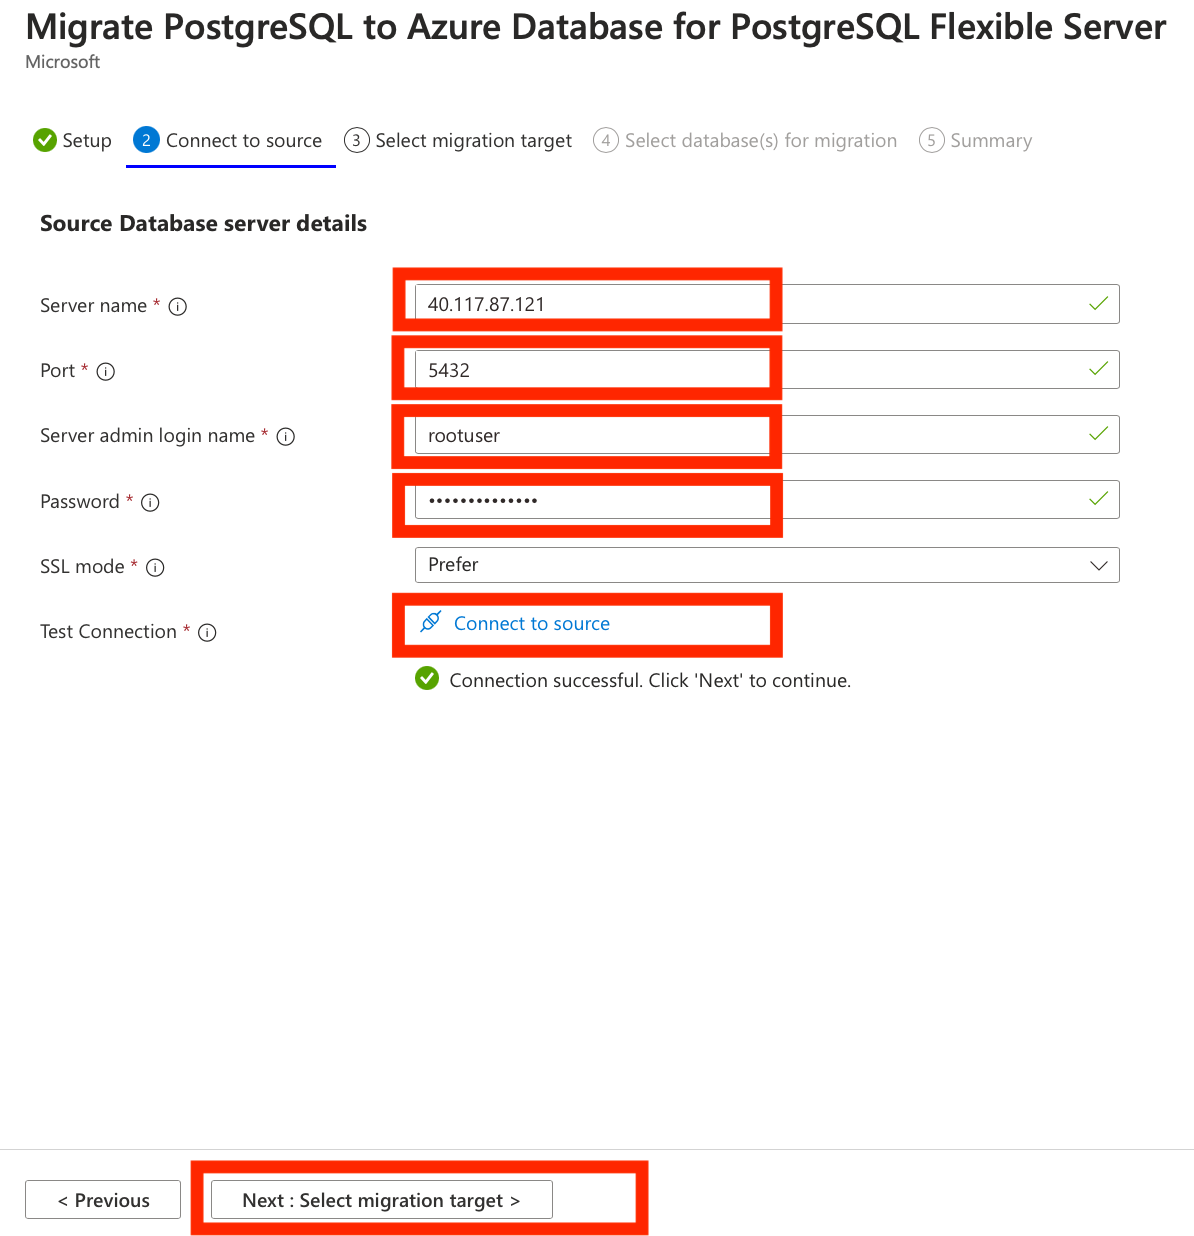 Migrate PostgreSQL to Azure Database for PostgreSQL Flexible Server
Microsoft
Setup 2 Connect to source 3 Select migration target 4 Select database(s) for migration 5 Summary
Source Database server details
Server name * 40.117.87.121
Port * 5432
Server admin login name * rootuser
Password * ••••••••••••••
SSL mode * Prefer
Test Connection * Connect to source
Connection successful. Click 'Next' to continue.
< Previous Next : Select migration target >